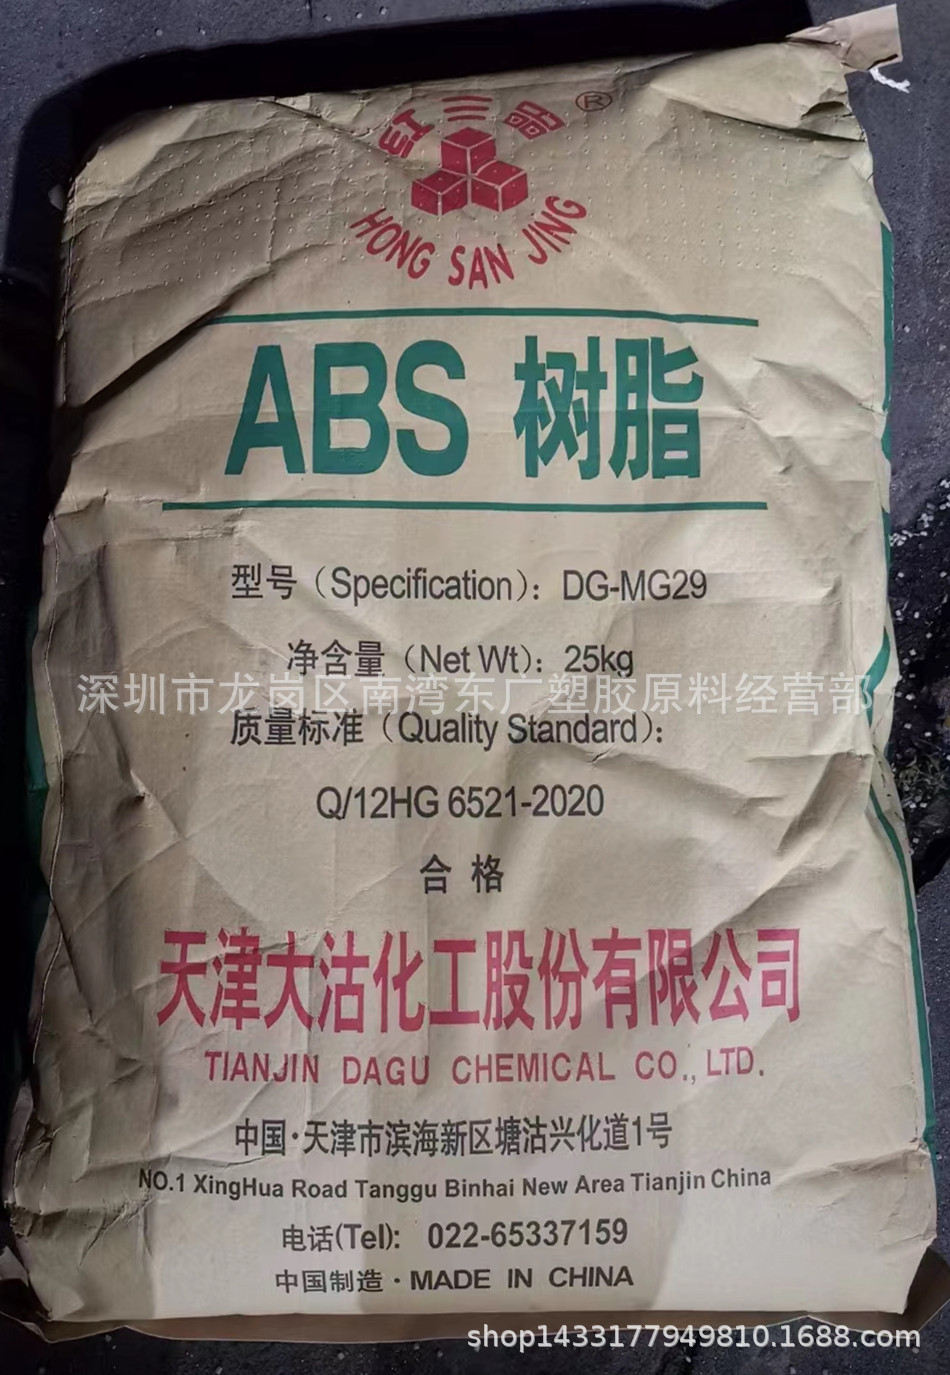 红三晶 ®
HONG SAN JING
ABS 树脂
型号（Specification）：DG-MG29
净含量（Net Wt）：25kg
深圳市龙岗区南湾东广塑胶原料经营部
质量标准（Quality Standard）：
Q/12HG 6521-2020
合格
天津大沽化工股份有限公司
TIANJIN DAGU CHEMICAL CO., LTD.
中国·天津市滨海新区塘沽兴化道1号
NO.1 XingHua Road Tanggu Binhai New Area Tianjin China
电话(Tel): 022-65337159
中国制造·MADE IN CHINA
shop1433177949810.1688.com